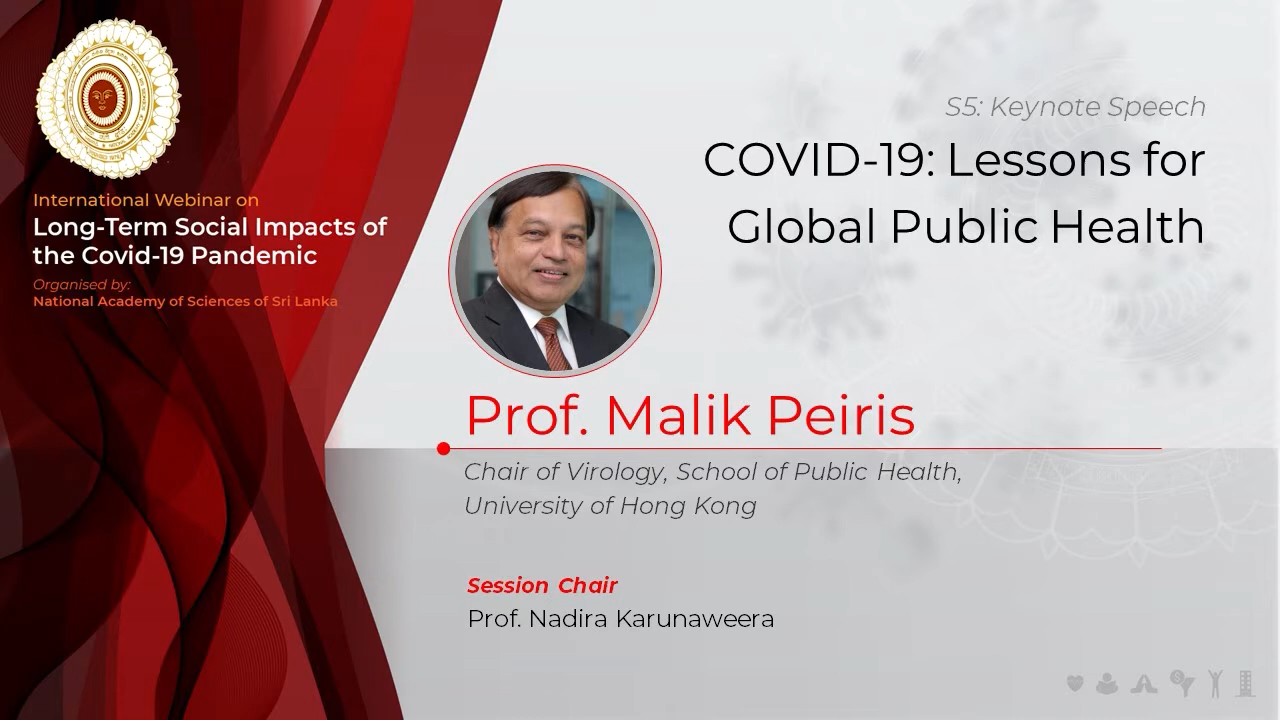 International Webinar on
Long-Term Social Impacts of
the Covid-19 Pandemic
Organised by:
National Academy of Sciences of Sri Lanka
S5: Keynote Speech
COVID-19: Lessons for
Global Public Health
Prof. Malik Peiris
Chair of Virology, School of Public Health,
University of Hong Kong
Session Chair
Prof. Nadira Karunaweera